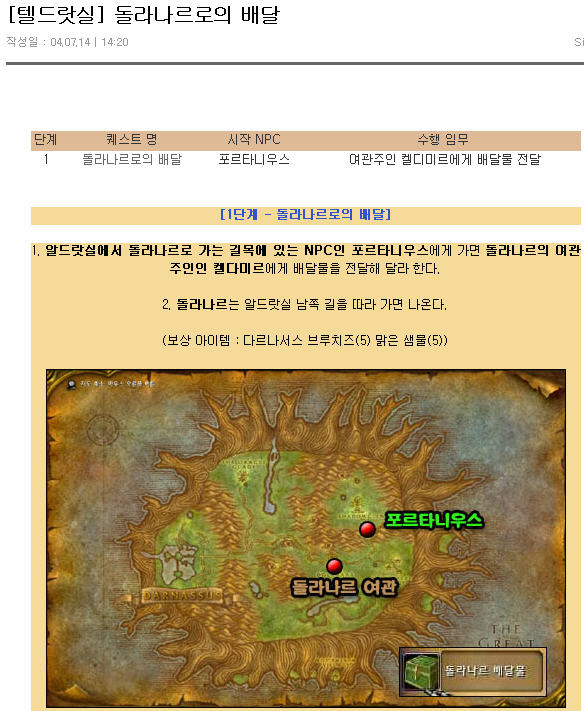 [텔드랏실] 돌라나르로의 배달
작성일 : 04,07,14 | 14:20
Si
단계 퀘스트 명 시작 NPC 수행 임무
1 돌라나르로의 배달 포르타니우스 여관주인 켈디미르에게 배달물 전달
[1단계 - 돌라나르로의 배달]
1. 알드랏실에서 돌라나르로 가는 길목에 있는 NPC인 포르타니우스에게 가면 돌라나르의 여관
주인인 켈다미르에게 배달물을 전달해 달라 한다.
2. 돌라나르는 알드랏실 남쪽 길을 따라 가면 나온다.
(보상 아이템 : 다르나서스 브루치즈(5) 맑은 샘물(5))
포르타니우스
돌라나르 여관
DARNASSUS
THE
GREAT
돌라나르 배달물